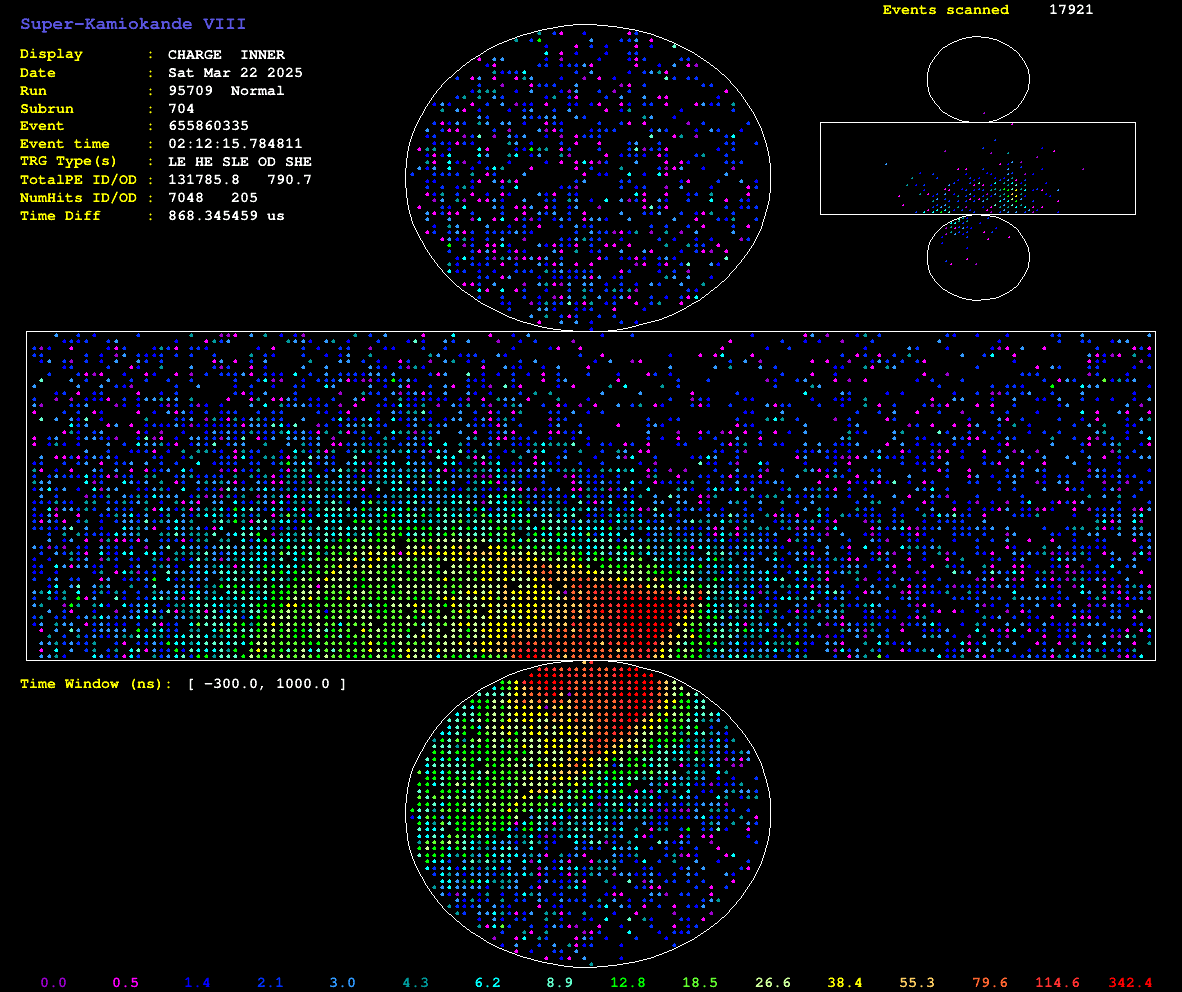 Super-Kamiokande VIII
Events scanned 17921
Display : CHARGE INNER
Date : Sat Mar 22 2025
Run : 95709 Normal
Subrun : 704
Event : 655860335
Event time : 02:12:15.784811
TRG Type(s) : LE HE SLE OD SHE
TotalPE ID/OD : 131785.8 790.7
NumHits ID/OD : 7048 205
Time Diff : 868.345459 us
Time Window (ns): [ -300.0, 1000.0 ]
0.0 0.5 1.4 2.1 3.0 4.3 6.2 8.9 12.8 18.5 26.6 38.4 55.3 79.6 114.6 342.4